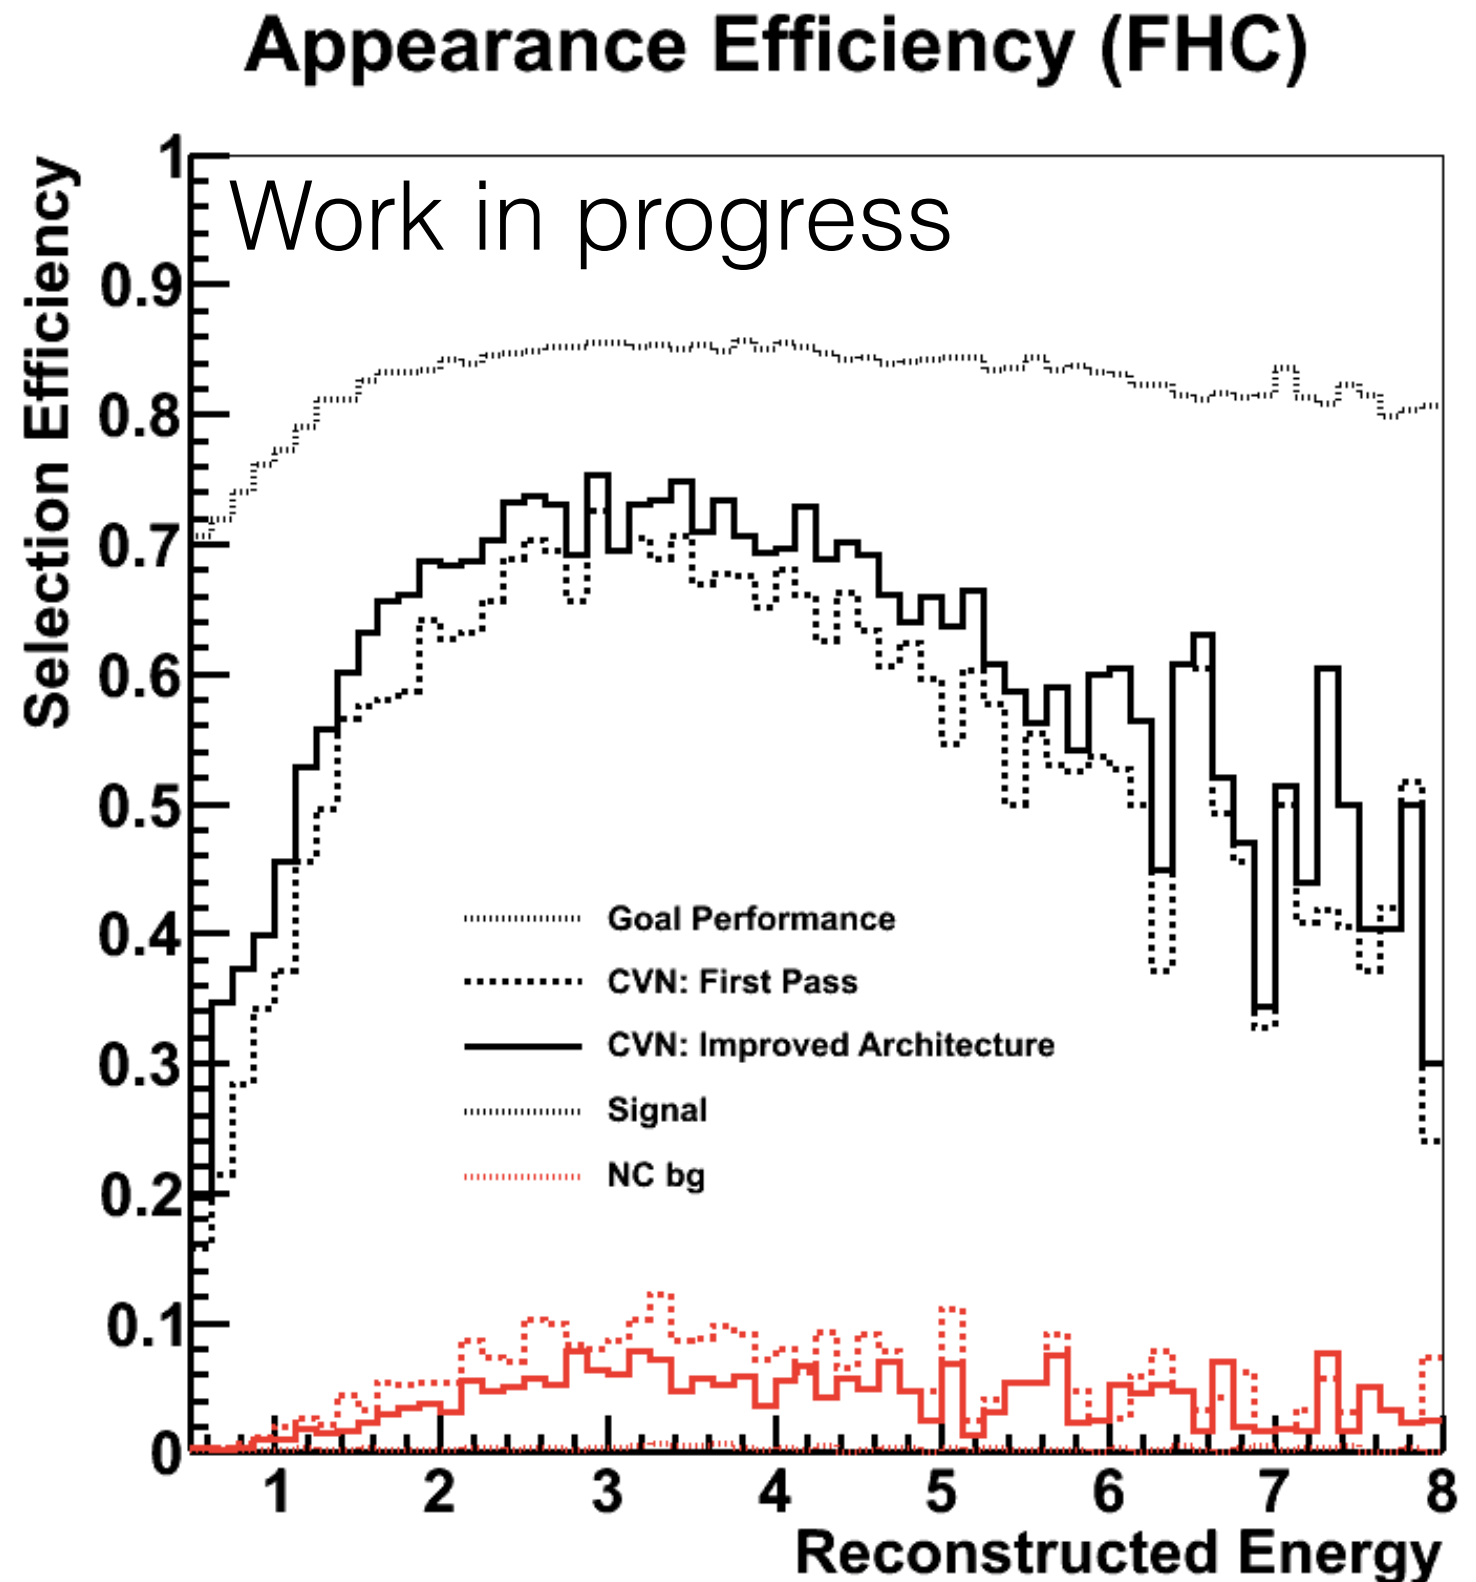 Appearance Efficiency (FHC)
Selection Efficiency
Work in progress
1
0.9
0.8
0.7
0.6
0.5
0.4
0.3
0.2
0.1
0
Goal Performance
CVN: First Pass
CVN: Improved Architecture
Signal
NC bg
1 2 3 4 5 6 7 8
Reconstructed Energy